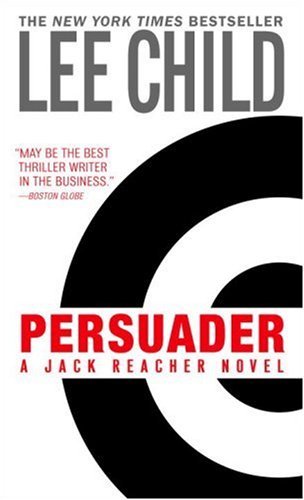 THE NEW YORK TIMES BESTSELLER
LEE CHILD
"MAY BE THE BEST
THRILLER WRITER
IN THE BUSINESS."
—BOSTON GLOBE
PERSUADER
A JACK REACHER NOVEL